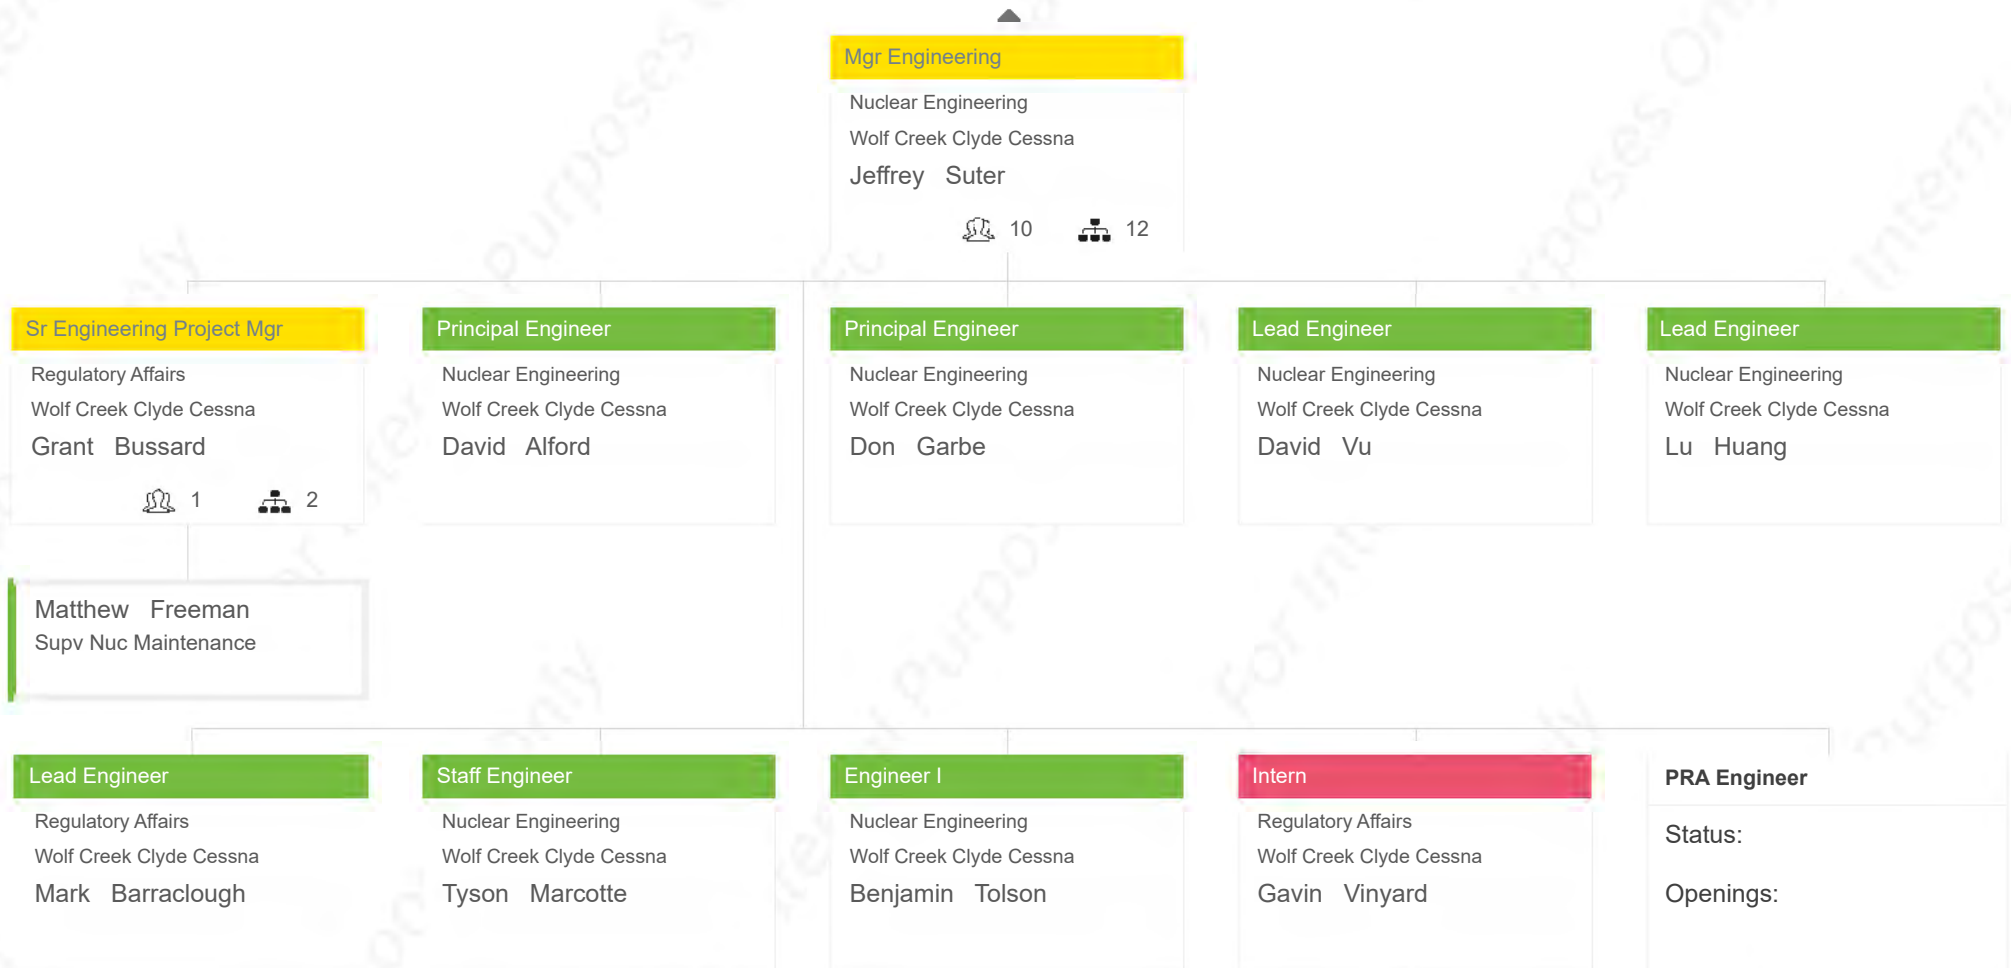 Mgr Engineering
Nuclear Engineering
Wolf Creek Clyde Cessna
Jeffrey Suter
10 12
Sr Engineering Project Mgr
Regulatory Affairs
Wolf Creek Clyde Cessna
Grant Bussard
1 2
Matthew Freeman
Supv Nuc Maintenance
Principal Engineer
Nuclear Engineering
Wolf Creek Clyde Cessna
David Alford
Principal Engineer
Nuclear Engineering
Wolf Creek Clyde Cessna
Don Garbe
Lead Engineer
Nuclear Engineering
Wolf Creek Clyde Cessna
David Vu
Lead Engineer
Nuclear Engineering
Wolf Creek Clyde Cessna
Lu Huang
Lead Engineer
Regulatory Affairs
Wolf Creek Clyde Cessna
Mark Barraclough
Staff Engineer
Nuclear Engineering
Wolf Creek Clyde Cessna
Tyson Marcotte
Engineer I
Nuclear Engineering
Wolf Creek Clyde Cessna
Benjamin Tolson
Intern
Regulatory Affairs
Wolf Creek Clyde Cessna
Gavin Vinyard
PRA Engineer
Status:
Openings: